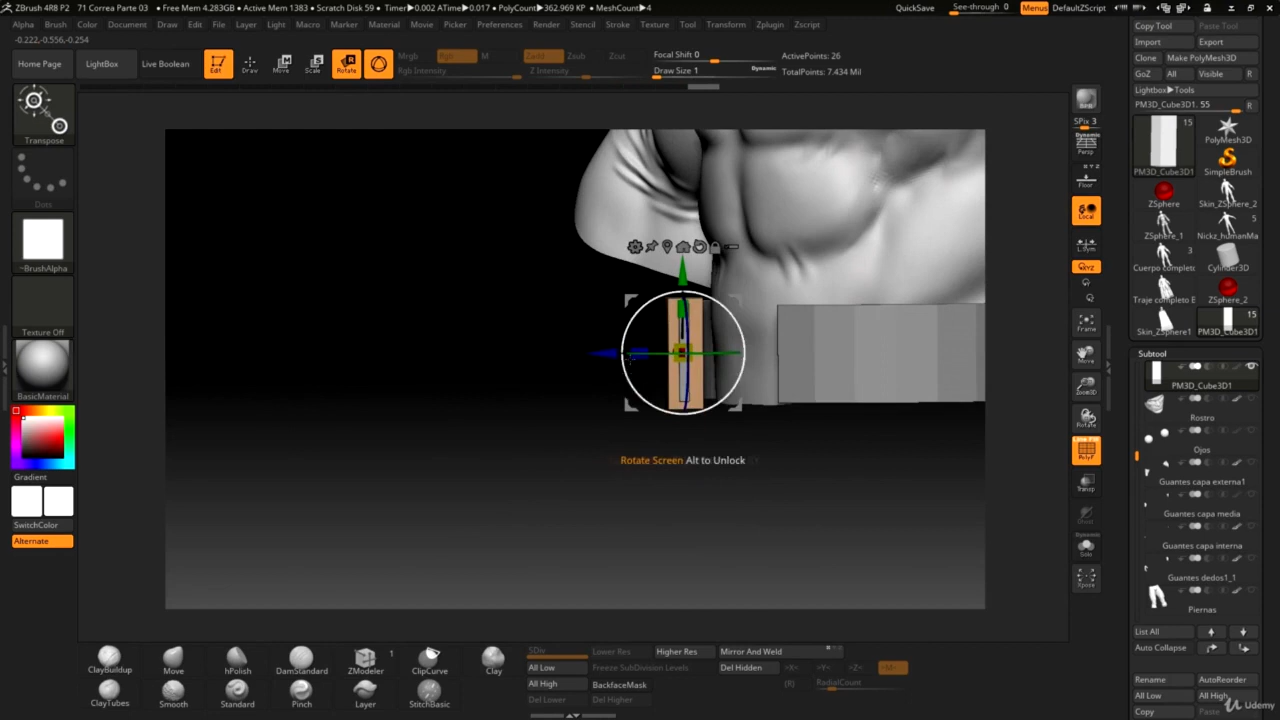 ZBrush 4R8 P2 71 Correa Parte 03 • Free Mem 4.283GB • Active Mem 1383 • Scratch Disk 59 • Timer▶0.002 ATime▶0.017 • PolyCount▶362.969 KP • MeshCount▶4 QuickSave See-through 0 Menus DefaultZScript
Alpha Brush Color Document Draw Edit File Layer Light Macro Marker Material Movie Picker Preferences Render Stencil Stroke Texture Tool Transform Zplugin Zscript
-0.222,-0.556,-0.254
Home Page LightBox Live Boolean Edit Draw Move Scale Rotate
Mrgb Rgb M Zadd Zsub Zcut
Rgb Intensity Z Intensity
Focal Shift 0
Draw Size 1 Dynamic
ActivePoints: 26
TotalPoints: 7.434 Mil
Transpose
Dots
~BrushAlpha
Texture Off
BasicMaterial
Gradient
SwitchColor
Alternate
Rotate Screen Alt to Unlock
BPR
SPix 3
Dynamic
Persp
Floor
Local
L.Sym
XYZ
Frame
Move
Zoom3D
Rotate
Line Fill
PolyF
Transp
Ghost
Dynamic
Solo
Xpose
Copy Tool Paste Tool
Import Export
Clone Make PolyMesh3D
GoZ All Visible R
Lightbox▶Tools
PM3D_Cube3D1. 55 R
15
PM3D_Cube3D1
PolyMesh3D
SimpleBrush
ZSphere Skin_ZSphere_2
5
ZSphere_1 Nickz_humanMa
3
Cuerpo complet Cylinder3D
Traje completo E ZSphere_2
15
Skin_ZSphere1 PM3D_Cube3D1
Subtool
PM3D_Cube3D1
Rostro
Ojos
Guantes capa externa1
Guantes capa media
Guantes capa interna
Guantes dedos1_1
Piernas
List All
Auto Collapse
Rename AutoReorder
All Low All High
Copy Paste
ClayBuildup Move hPolish DamStandard ZModeler 1 ClipCurve Clay
ClayTubes Smooth Standard Pinch Layer StitchBasic
SDiv Lower Res Higher Res Mirror And Weld
All Low Freeze SubDivision Levels Del Hidden >X< >Y< >Z< >M<
All High BackfaceMask (R) RadialCount
Del Lower Del Higher
Udemy